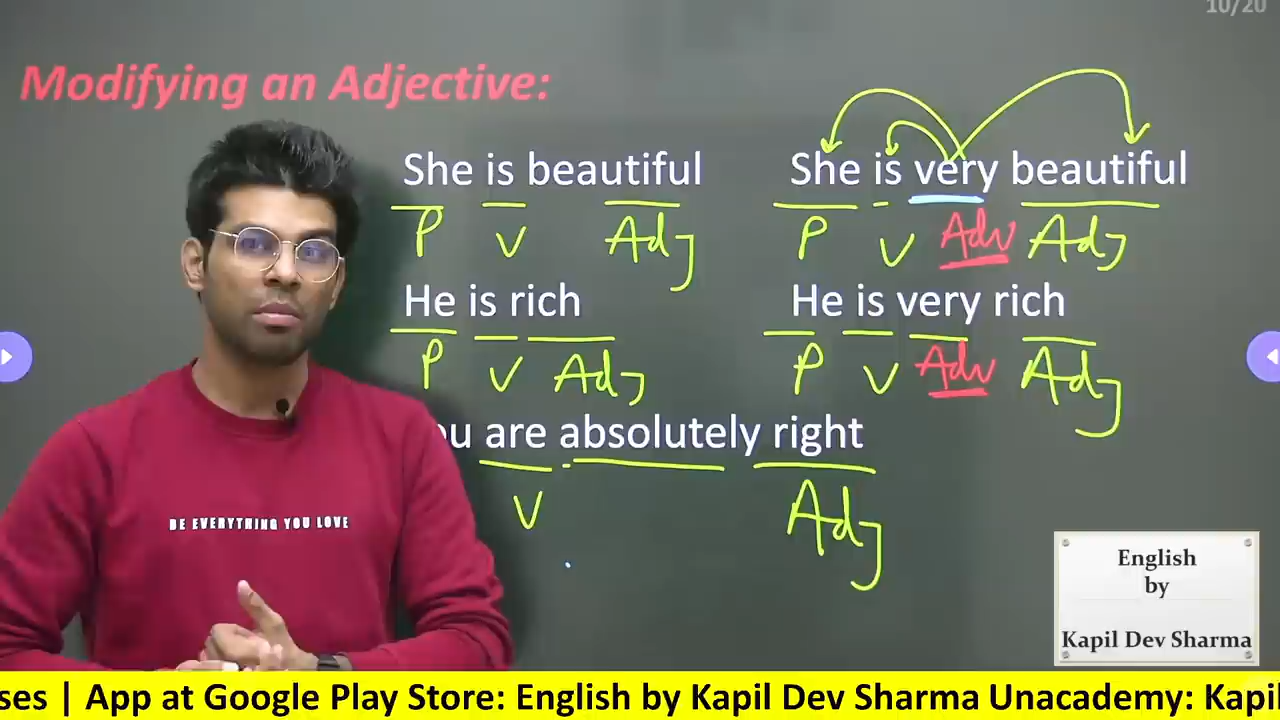 10/20
Modifying an Adjective:
She is beautiful
She is very beautiful
P V Adj
P V Adv Adj
He is rich
He is very rich
P V Adj
P V Adv Adj
ou are absolutely right
V Adj
BE EVERYTHING YOU LOVE
English
by
Kapil Dev Sharma
ses | App at Google Play Store: English by Kapil Dev Sharma Unacademy: Kapil